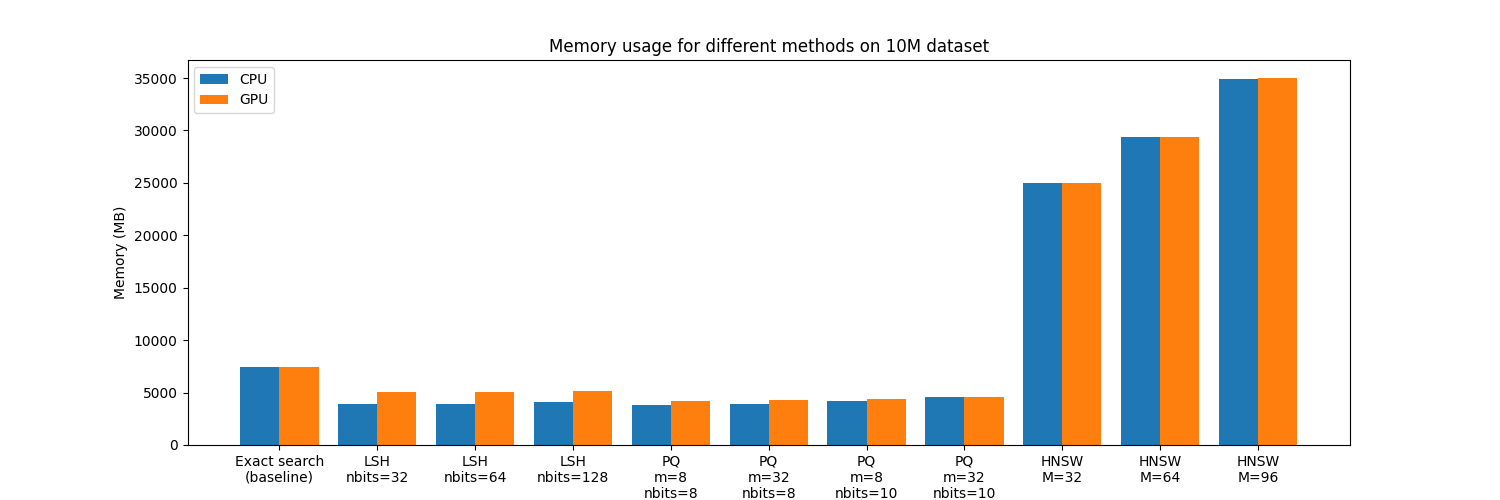 Memory usage for different methods on 10M dataset
CPU
GPU
Memory (MB)
35000
30000
25000
20000
15000
10000
5000
0
Exact search
(baseline)
LSH
nbits=32
LSH
nbits=64
LSH
nbits=128
PQ
m=8
nbits=8
PQ
m=32
nbits=8
PQ
m=8
nbits=10
PQ
m=32
nbits=10
HNSW
M=32
HNSW
M=64
HNSW
M=96